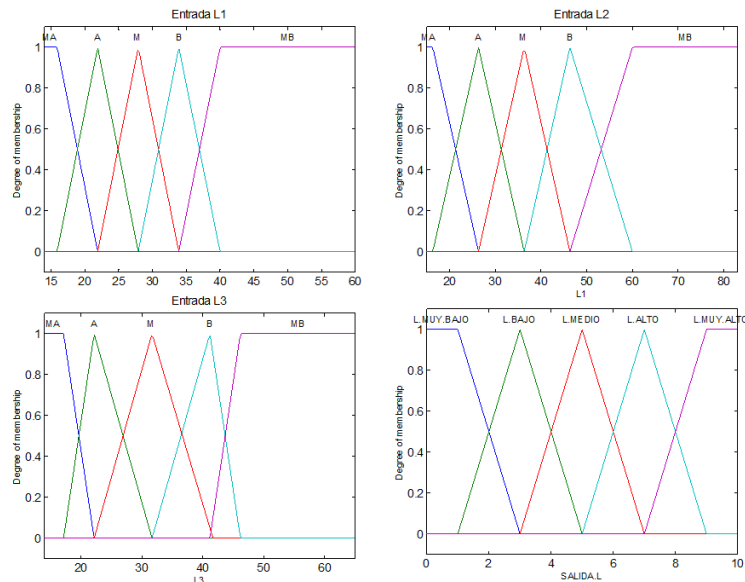 Entrada L1
MA A M B MB
1
0.8
0.6
0.4
0.2
0
Degree of membership
15 20 25 30 35 40 45 50 55 60
Entrada L2
MA A M B MB
1
0.8
0.6
0.4
0.2
0
Degree of membership
20 30 40 50 60 70 80
L1
Entrada L3
MA A M B MB
1
0.8
0.6
0.4
0.2
0
Degree of membership
20 30 40 50 60
L3
L.MUY.BAJO L.BAJO L.MEDIO L.ALTO L.MUY.ALTO
1
0.8
0.6
0.4
0.2
0
Degree of membership
0 2 4 6 8 10
SALIDA.L